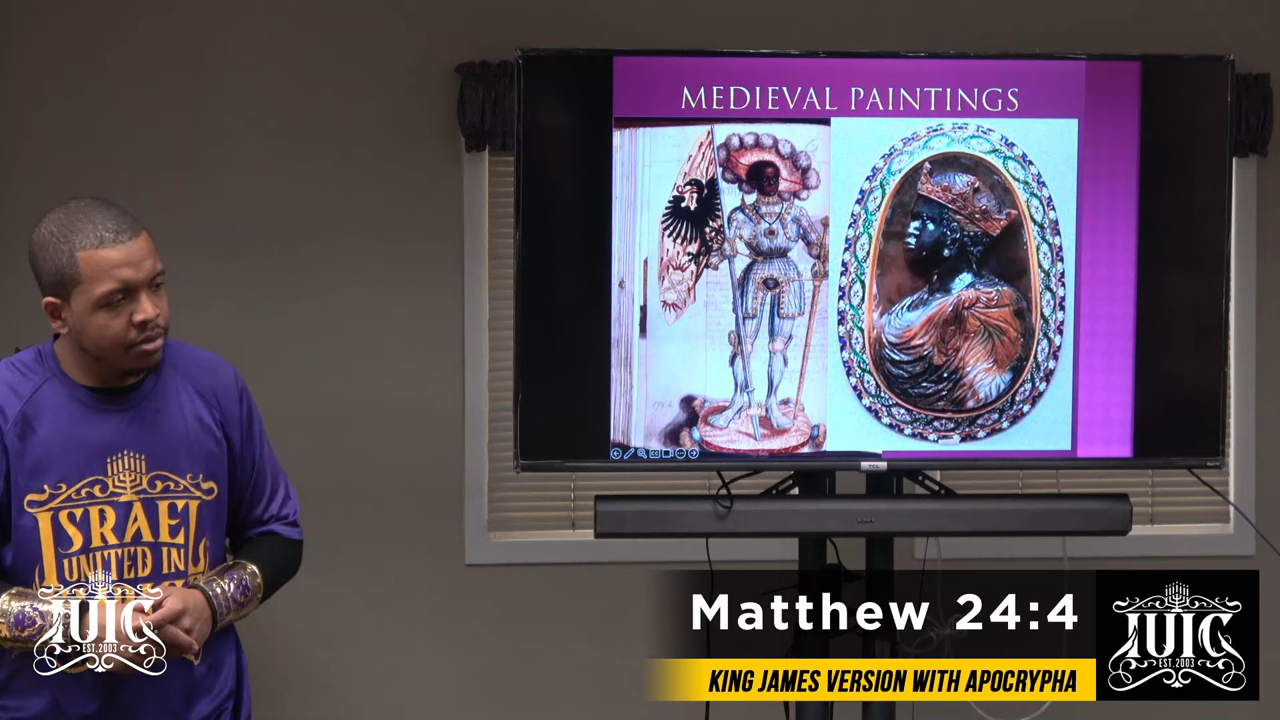 MEDIEVAL PAINTINGS
TCL
ISRAEL
UNITED IN
IUIC
EST. 2003
Matthew 24:4
KING JAMES VERSION WITH APOCRYPHA
IUIC
EST. 2003